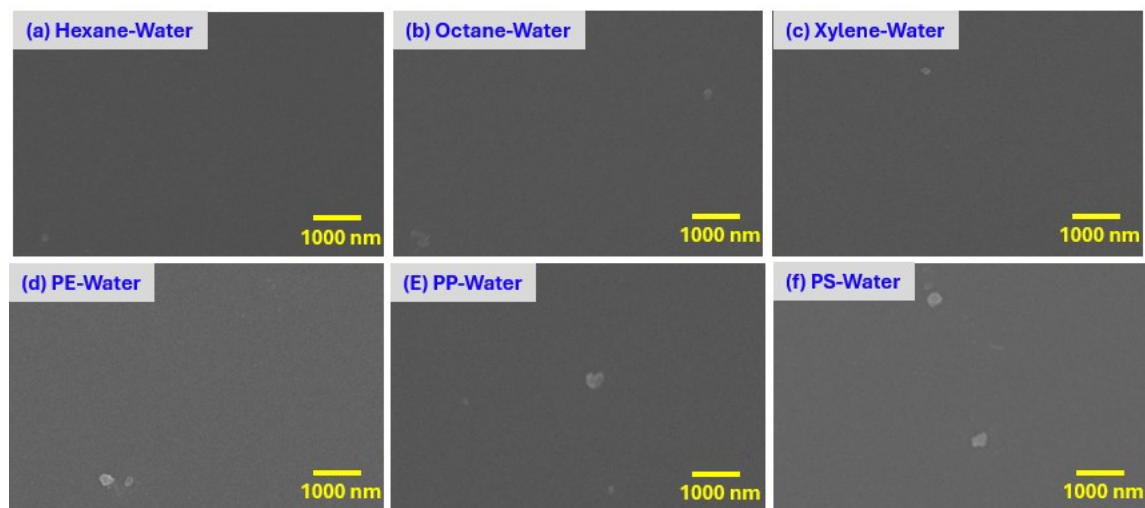 (a) Hexane-Water
(b) Octane-Water
(c) Xylene-Water
1000 nm
1000 nm
1000 nm
(d) PE-Water
(E) PP-Water
(f) PS-Water
1000 nm
1000 nm
1000 nm